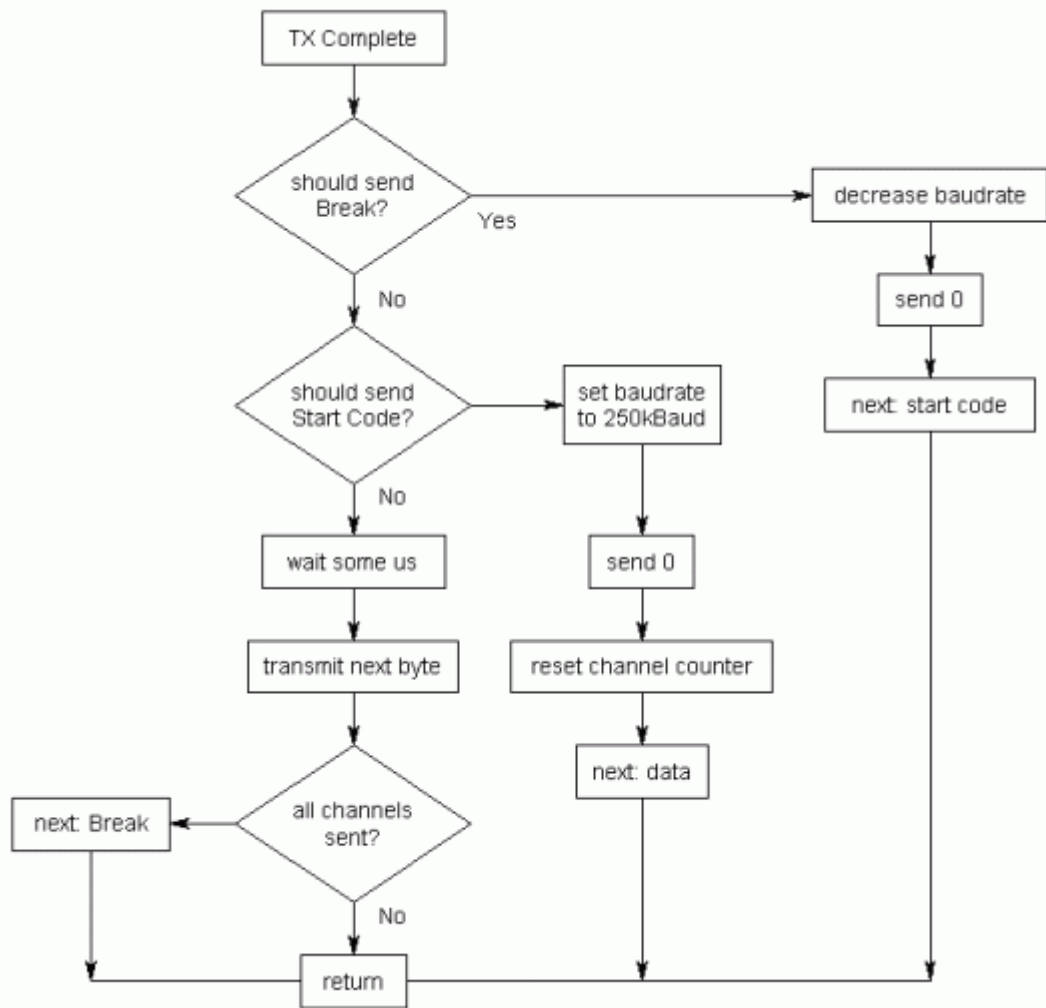 TX Complete
should send
Break?
Yes
decrease baudrate
send 0
next: start code
No
should send
Start Code?
set baudrate
to 250kBaud
No
wait some us
send 0
transmit next byte
reset channel counter
all channels
sent?
next: data
next: Break
No
return